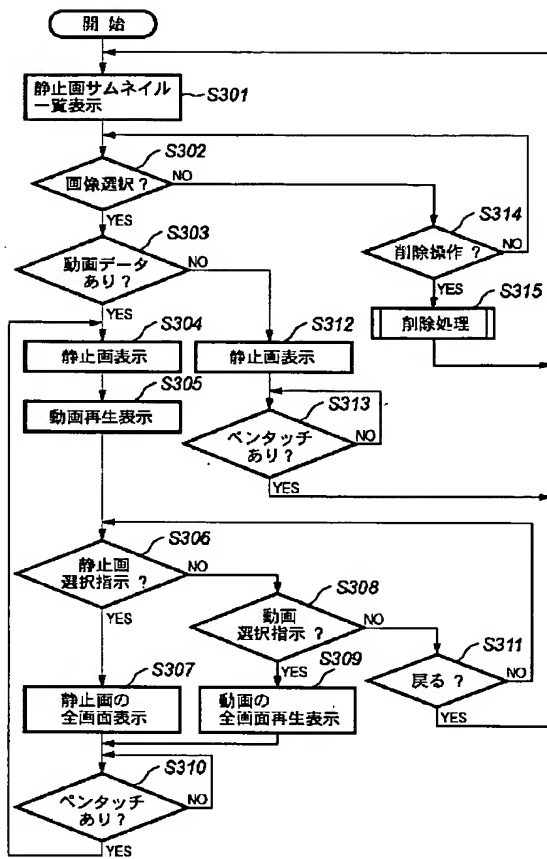 開始
静止画サムネイル
一覧表示
S301
S302
画像選択?
NO
YES
S303
動画データ
あり?
NO
YES
S314
削除操作?
NO
YES
S315
削除処理
S304
静止画表示
S312
静止画表示
S305
動画再生表示
S313
ペンタッチ
あり?
NO
YES
S306
静止画
選択指示?
NO
YES
S308
動画
選択指示?
NO
YES
S311
戻る?
NO
YES
S307
静止画の
全画面表示
S309
動画の
全画面再生表示
S310
ペンタッチ
あり?
NO
YES